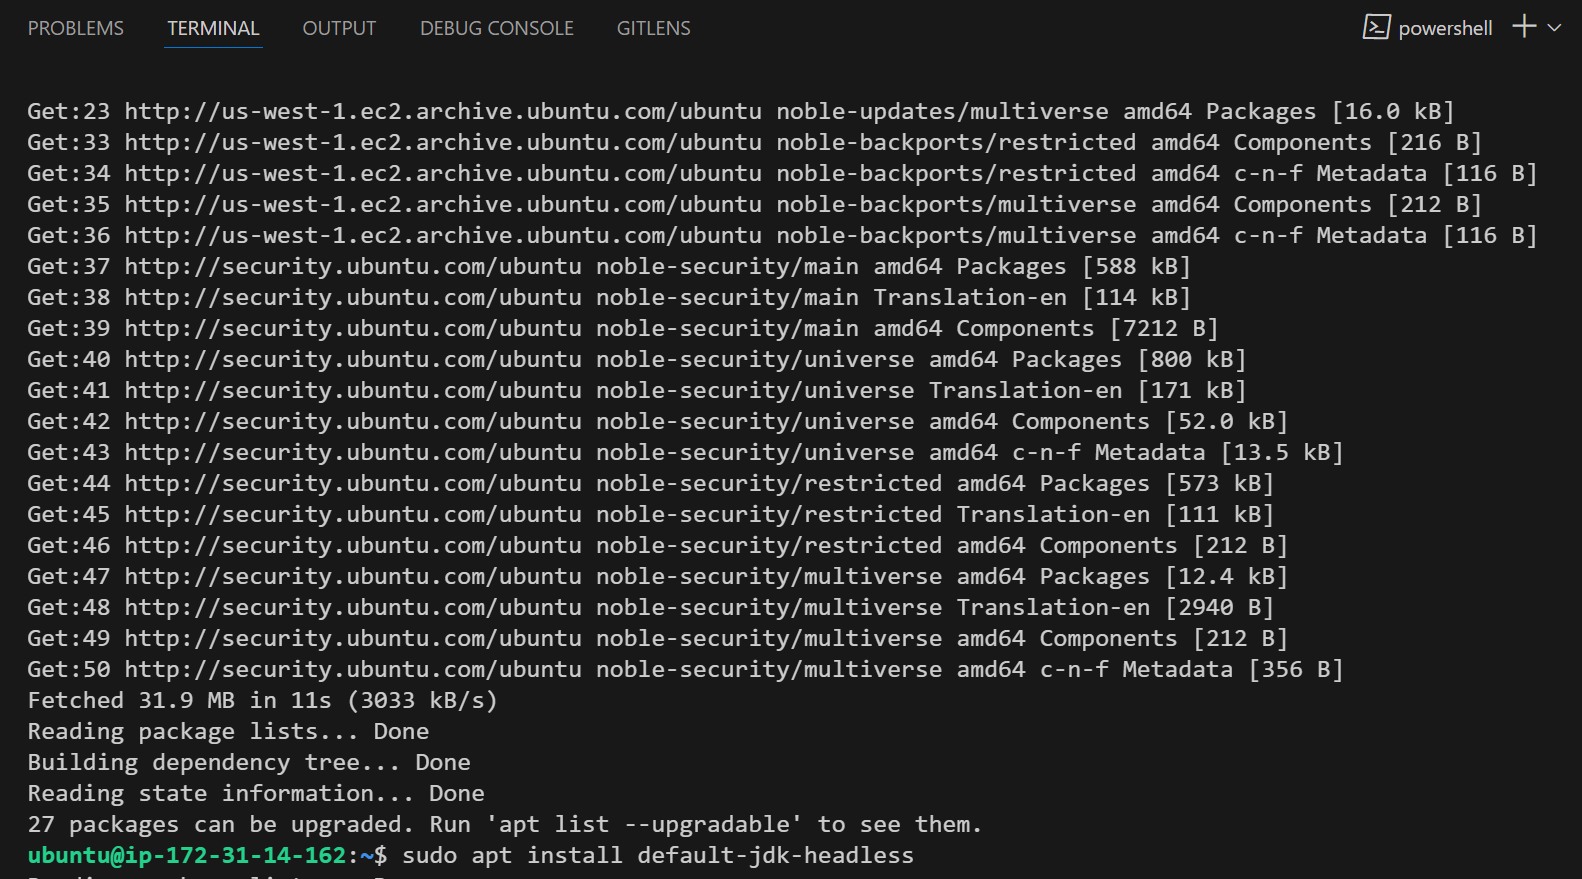 PROBLEMS TERMINAL OUTPUT DEBUG CONSOLE GITLENS powershell
Get:23 http://us-west-1.ec2.archive.ubuntu.com/ubuntu noble-updates/multiverse amd64 Packages [16.0 kB]
Get:33 http://us-west-1.ec2.archive.ubuntu.com/ubuntu noble-backports/restricted amd64 Components [216 B]
Get:34 http://us-west-1.ec2.archive.ubuntu.com/ubuntu noble-backports/restricted amd64 c-n-f Metadata [116 B]
Get:35 http://us-west-1.ec2.archive.ubuntu.com/ubuntu noble-backports/multiverse amd64 Components [212 B]
Get:36 http://us-west-1.ec2.archive.ubuntu.com/ubuntu noble-backports/multiverse amd64 c-n-f Metadata [116 B]
Get:37 http://security.ubuntu.com/ubuntu noble-security/main amd64 Packages [588 kB]
Get:38 http://security.ubuntu.com/ubuntu noble-security/main Translation-en [114 kB]
Get:39 http://security.ubuntu.com/ubuntu noble-security/main amd64 Components [7212 B]
Get:40 http://security.ubuntu.com/ubuntu noble-security/universe amd64 Packages [800 kB]
Get:41 http://security.ubuntu.com/ubuntu noble-security/universe Translation-en [171 kB]
Get:42 http://security.ubuntu.com/ubuntu noble-security/universe amd64 Components [52.0 kB]
Get:43 http://security.ubuntu.com/ubuntu noble-security/universe amd64 c-n-f Metadata [13.5 kB]
Get:44 http://security.ubuntu.com/ubuntu noble-security/restricted amd64 Packages [573 kB]
Get:45 http://security.ubuntu.com/ubuntu noble-security/restricted Translation-en [111 kB]
Get:46 http://security.ubuntu.com/ubuntu noble-security/restricted amd64 Components [212 B]
Get:47 http://security.ubuntu.com/ubuntu noble-security/multiverse amd64 Packages [12.4 kB]
Get:48 http://security.ubuntu.com/ubuntu noble-security/multiverse Translation-en [2940 B]
Get:49 http://security.ubuntu.com/ubuntu noble-security/multiverse amd64 Components [212 B]
Get:50 http://security.ubuntu.com/ubuntu noble-security/multiverse amd64 c-n-f Metadata [356 B]
Fetched 31.9 MB in 11s (3033 kB/s)
Reading package lists... Done
Building dependency tree... Done
Reading state information... Done
27 packages can be upgraded. Run 'apt list --upgradable' to see them.
ubuntu@ip-172-31-14-162:~$ sudo apt install default-jdk-headless